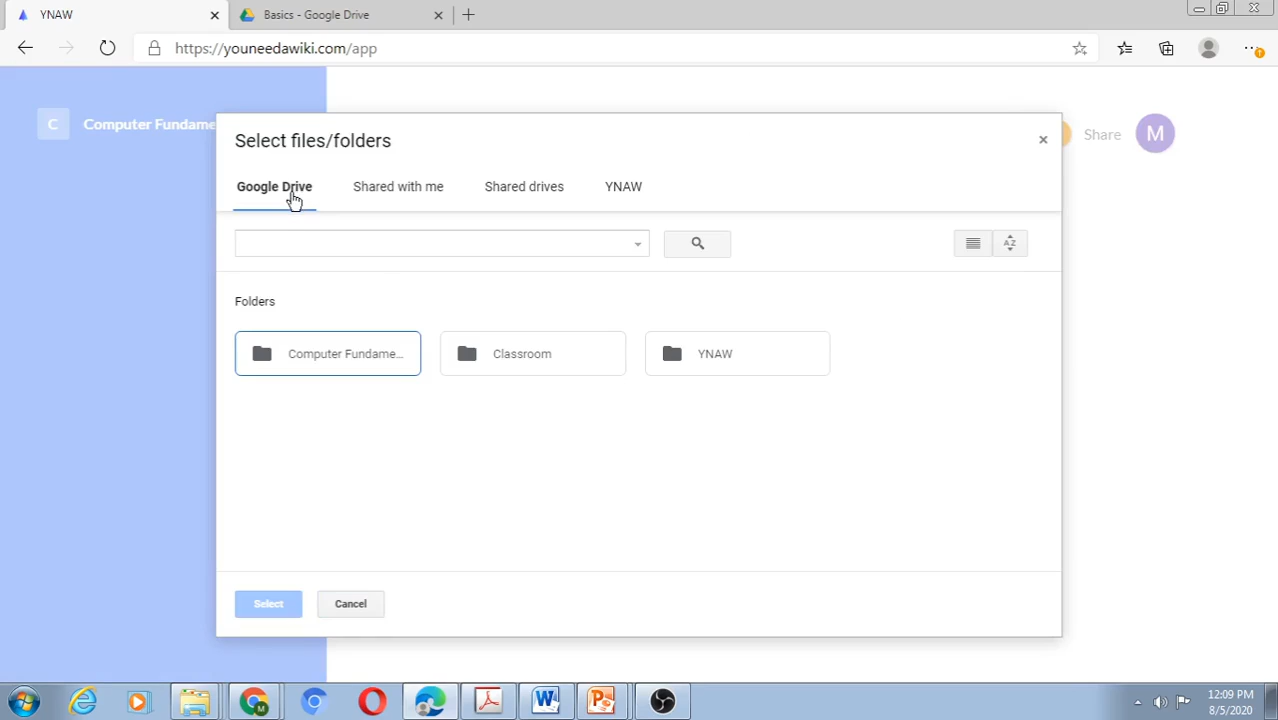 YNAW
Basics - Google Drive
https://youneedawiki.com/app
C
Computer Fundame
Share
M
Select files/folders
Google Drive
Shared with me
Shared drives
YNAW
AZ
Folders
Computer Fundame...
Classroom
YNAW
Select
Cancel
12:09 PM
8/5/2020